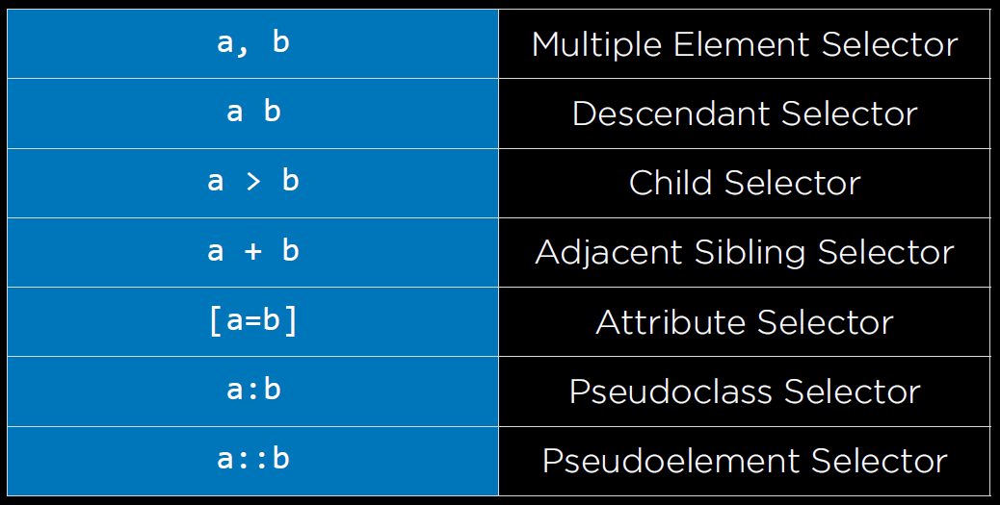 a, b Multiple Element Selector
a b Descendant Selector
a > b Child Selector
a + b Adjacent Sibling Selector
[a=b] Attribute Selector
a:b Pseudoclass Selector
a::b Pseudoelement Selector